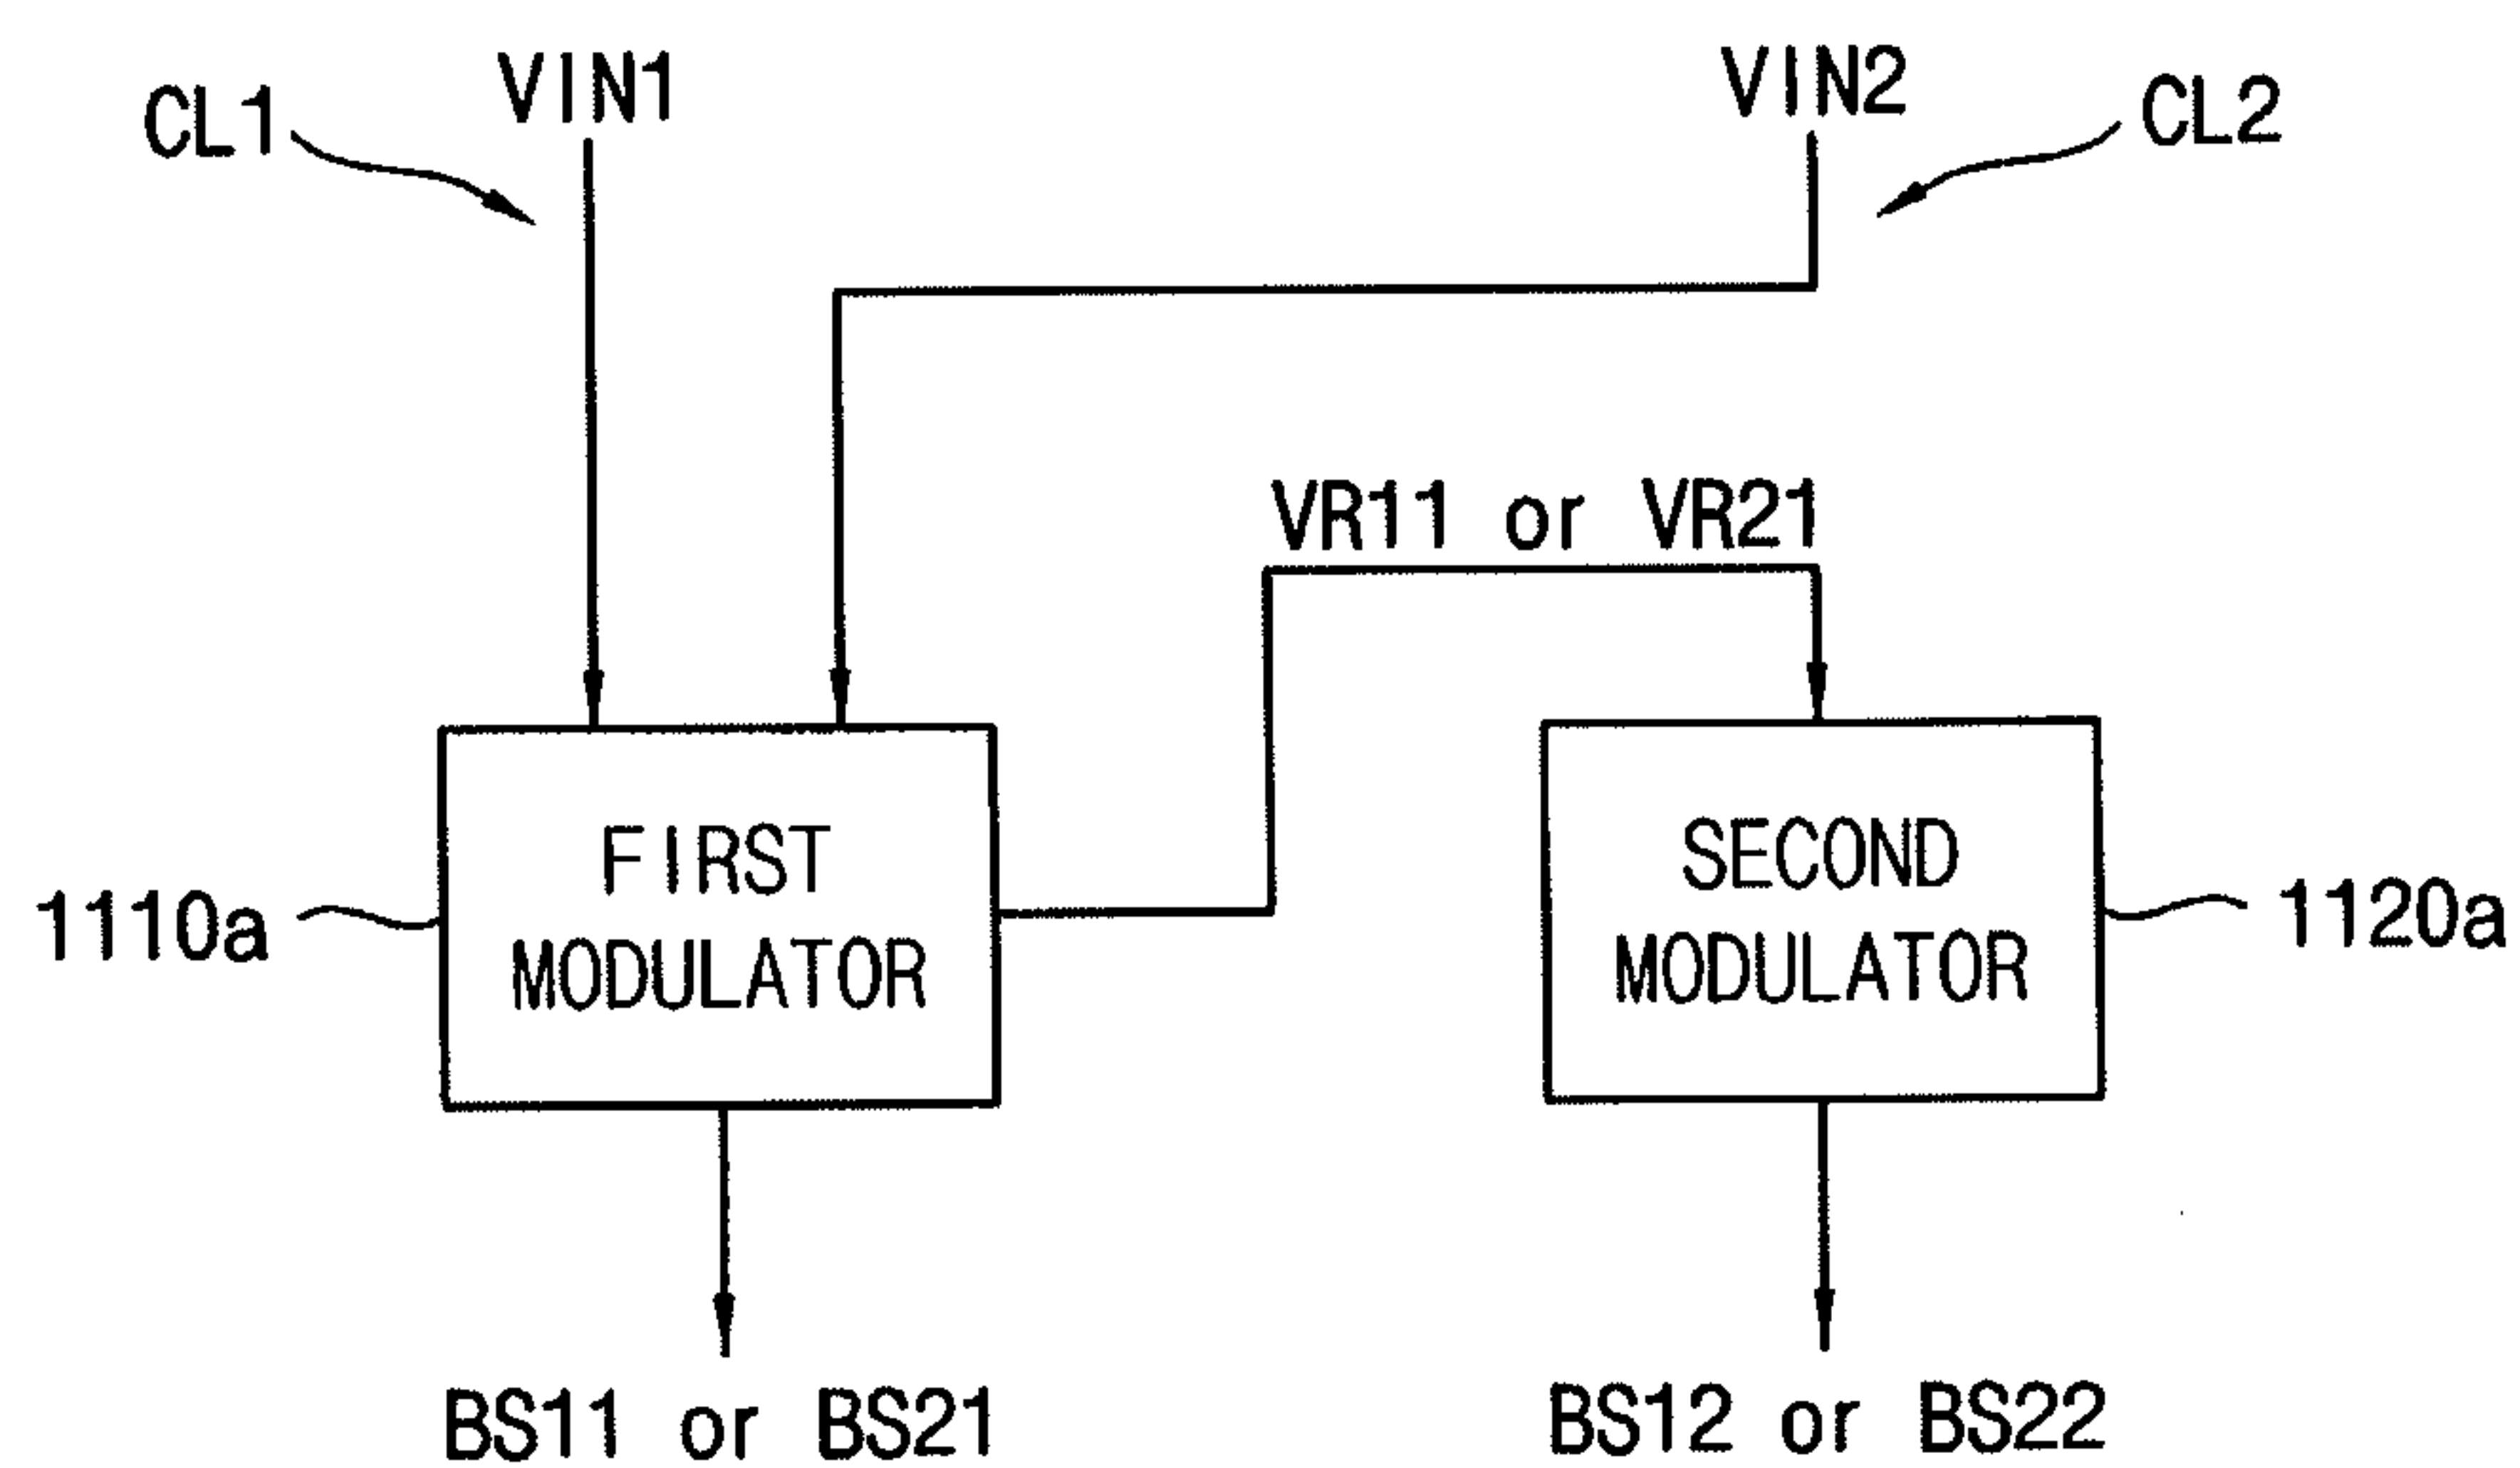 CL1
VIN1
VIN2
CL2
VR11 or VR21
FIRST
MODULATOR
SECOND
MODULATOR
1110a
1120a
BS11 or BS21
BS12 or BS22